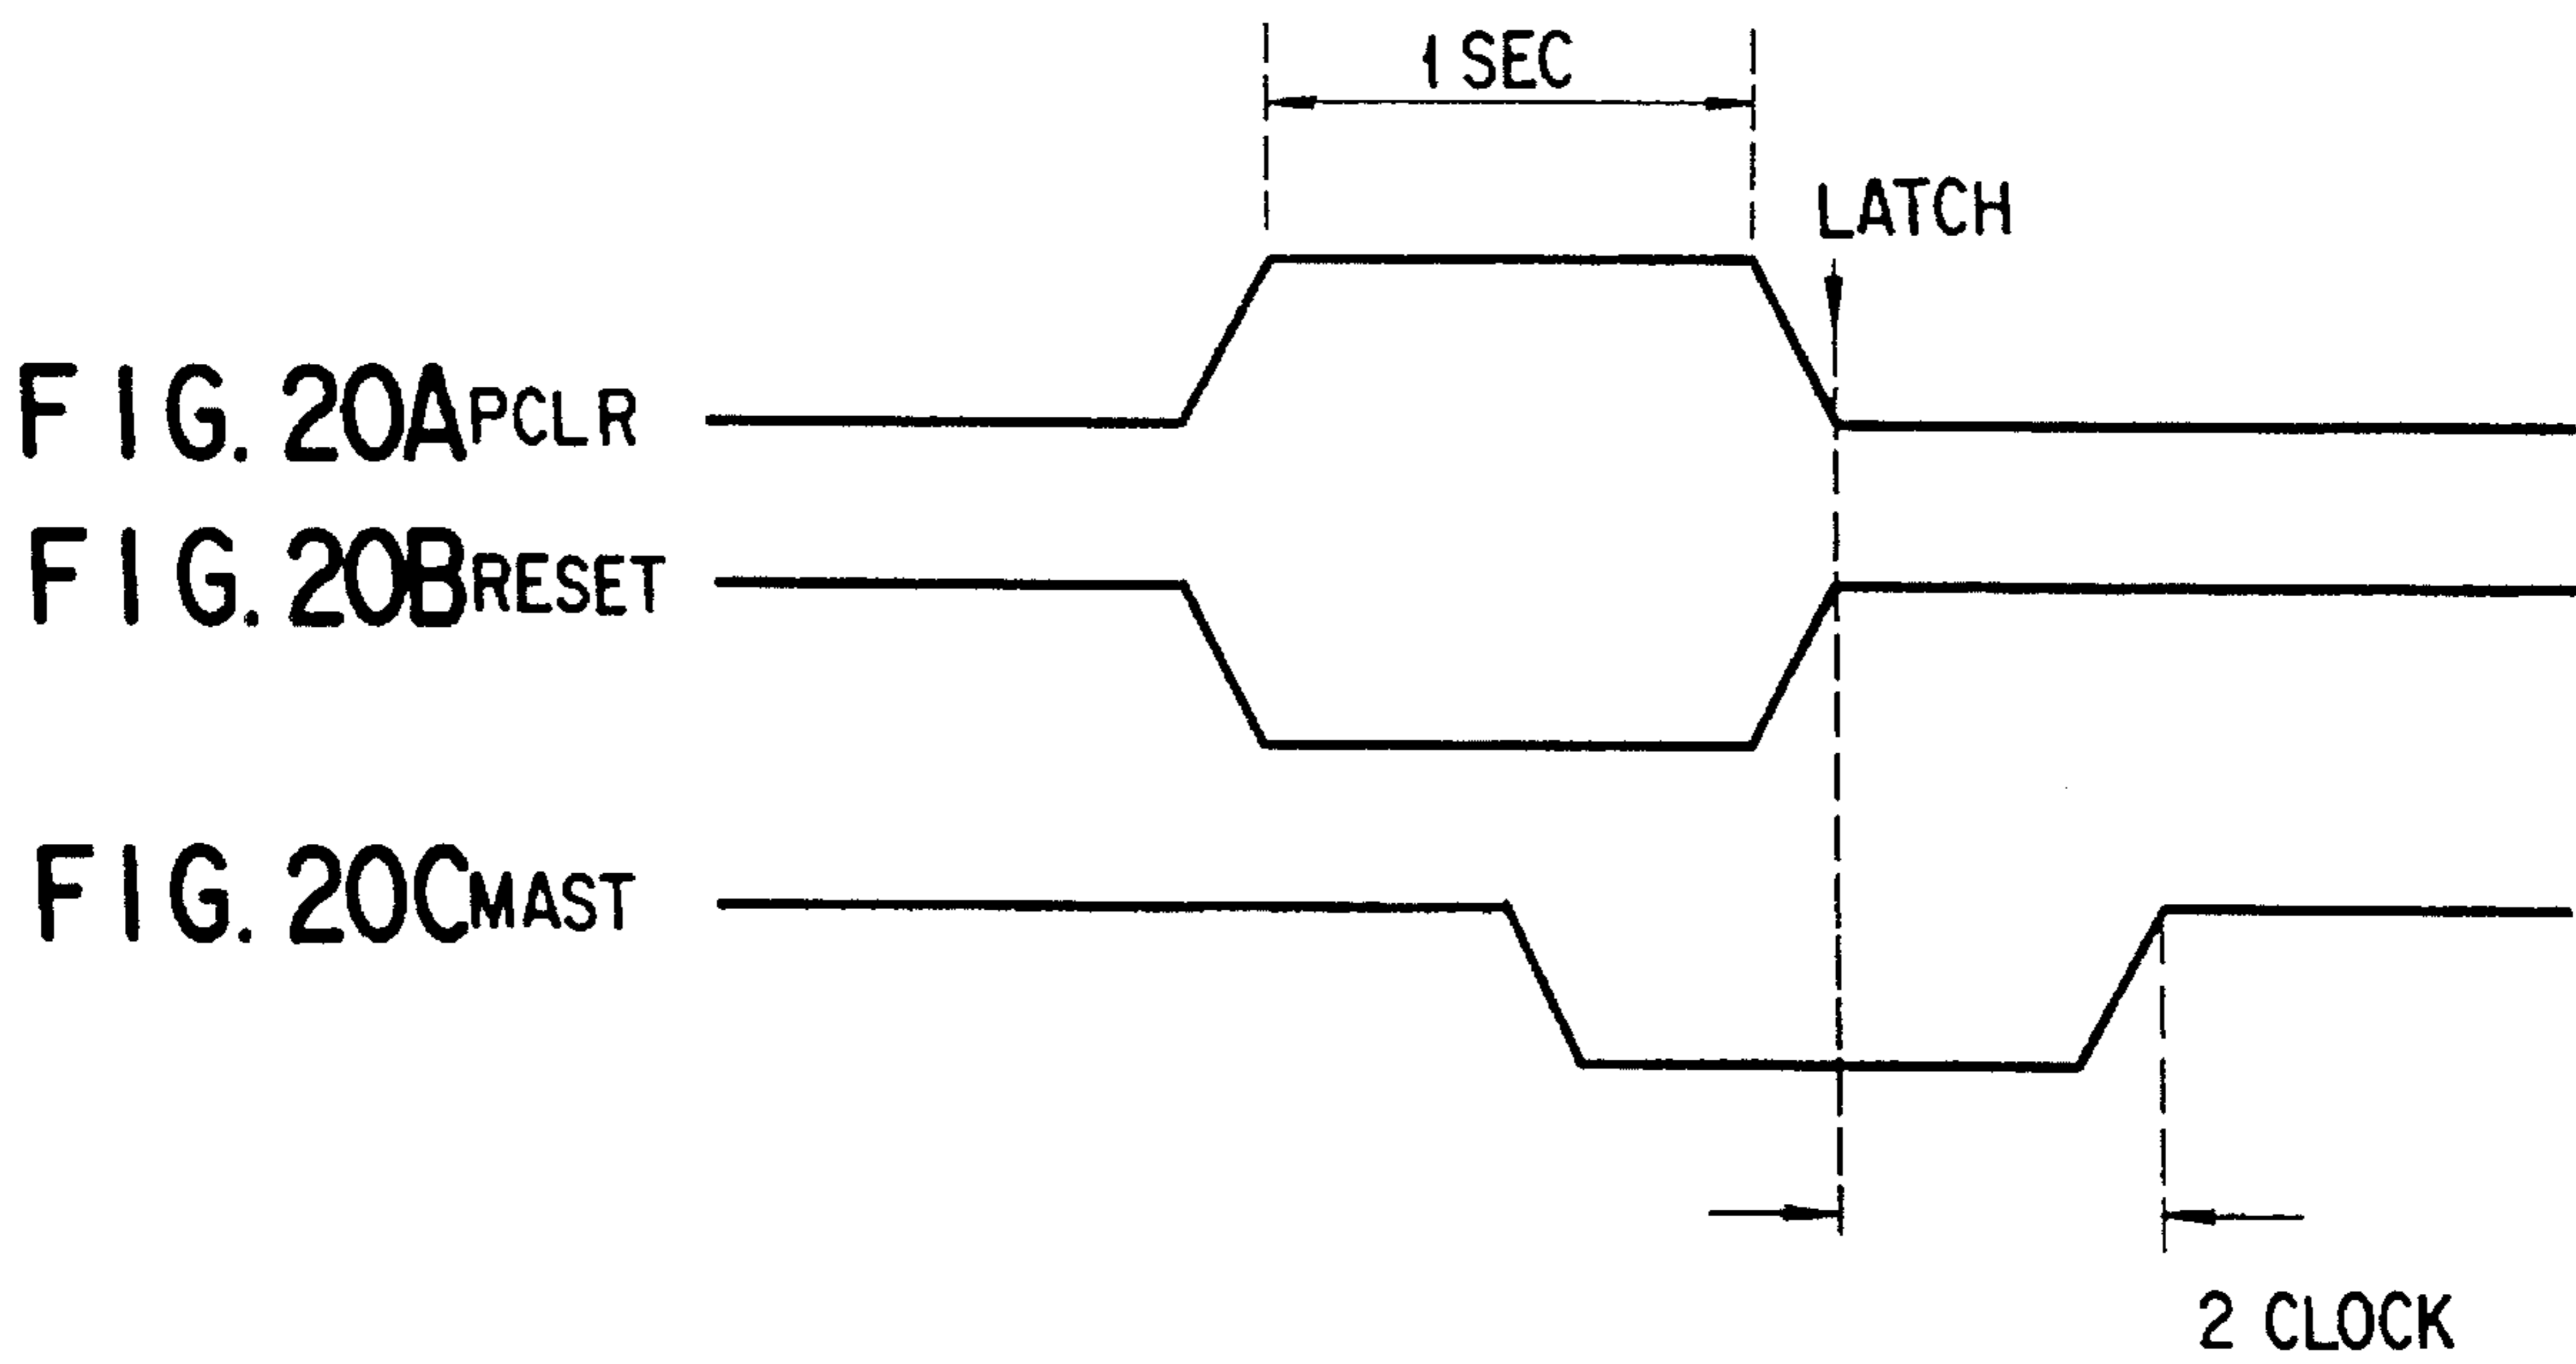 1 SEC
LATCH
FIG. 20A PCLR
FIG. 20B RESET
FIG. 20C MAST
2 CLOCK